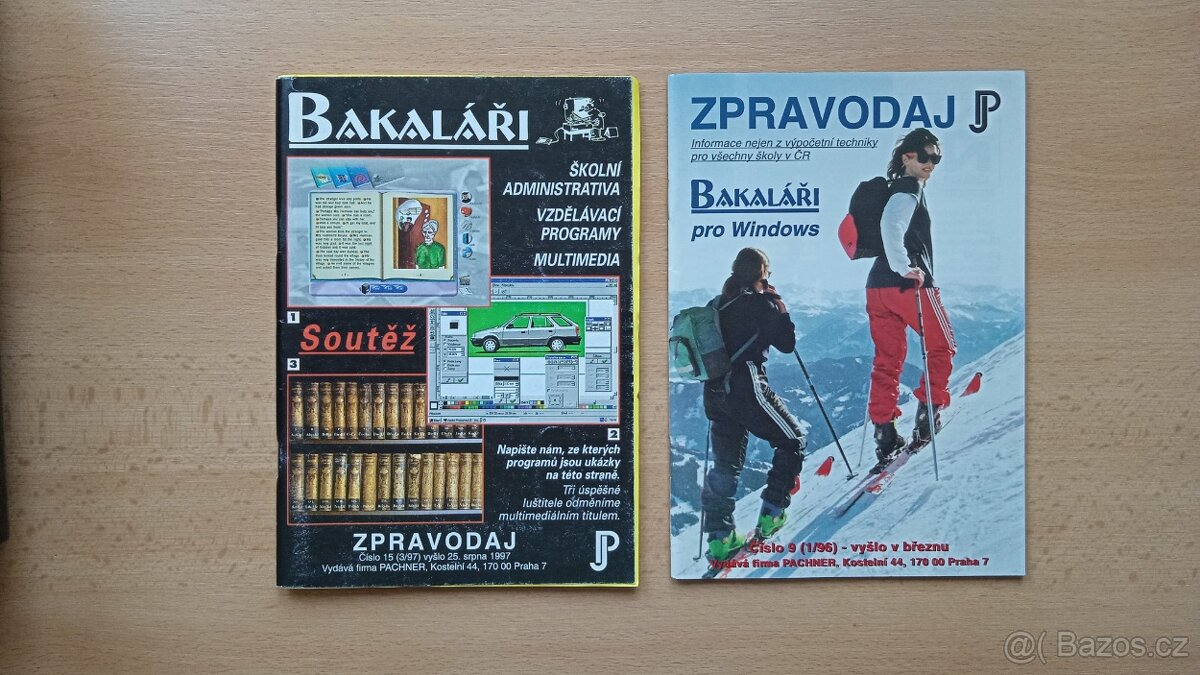 BAKALÁŘI
ŠKOLNÍ
ADMINISTRATIVA
VZDĚLÁVACÍ
PROGRAMY
MULTIMEDIA
1
Soutěž
3
2
Napište nám, ze kterých
programů jsou ukázky
na této straně.
Tři úspěšné
luštitele odměníme
multimediálním titulem.
ZPRAVODAJ
Číslo 15 (3/97) vyšlo 25. srpna 1997
Vydává firma PACHNER, Kostelní 44, 170 00 Praha 7
JP
ZPRAVODAJ JP
Informace nejen z výpočetní techniky
pro všechny školy v ČR
BAKALÁŘI
pro Windows
Číslo 9 (1/96) - vyšlo v březnu
Vydává firma PACHNER, Kostelní 44, 170 00 Praha 7
@( Bazos.cz